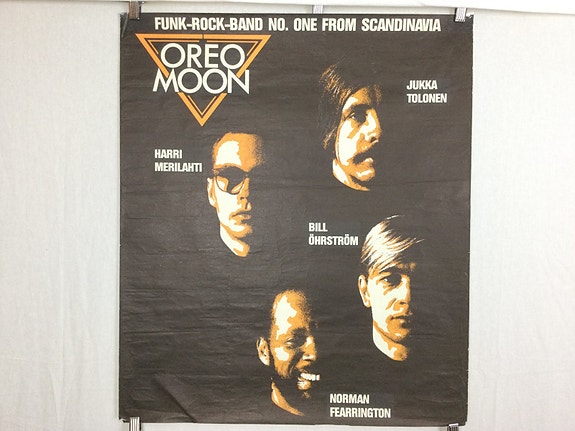 FUNK-ROCK-BAND NO. ONE FROM SCANDINAVIA
OREO
MOON
JUKKA
TOLONEN
HARRI
MERILAHTI
BILL
ÖHRSTRÖM
NORMAN
FEARRINGTON